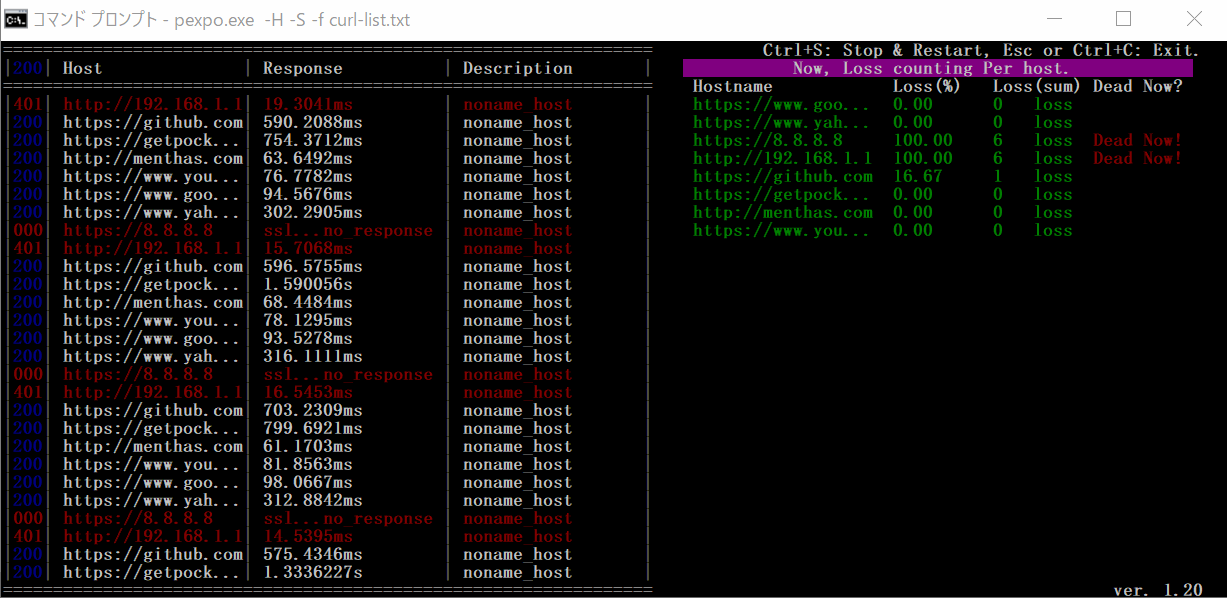 コマンド プロンプト - pexpo.exe -H -S -f curl-list.txt
Ctrl+S: Stop & Restart, Esc or Ctrl+C: Exit.
|200| Host | Response | Description |
|401| http://192.168.1.1| 19.3041ms | noname_host |
|200| https://github.com| 590.2088ms | noname_host |
|200| https://getpock...| 754.3712ms | noname_host |
|200| http://menthas.com| 63.6492ms | noname_host |
|200| https://www.you...| 76.7782ms | noname_host |
|200| https://www.goo...| 94.5676ms | noname_host |
|200| https://www.yah...| 302.2905ms | noname_host |
|000| https://8.8.8.8 | ssl...no_response | noname_host |
|401| http://192.168.1.1| 15.7068ms | noname_host |
|200| https://github.com| 596.5755ms | noname_host |
|200| https://getpock...| 1.590056s | noname_host |
|200| http://menthas.com| 68.4484ms | noname_host |
|200| https://www.you...| 78.1295ms | noname_host |
|200| https://www.goo...| 93.5278ms | noname_host |
|200| https://www.yah...| 316.1111ms | noname_host |
|000| https://8.8.8.8 | ssl...no_response | noname_host |
|401| http://192.168.1.1| 16.5453ms | noname_host |
|200| https://github.com| 703.2309ms | noname_host |
|200| https://getpock...| 799.6921ms | noname_host |
|200| http://menthas.com| 61.1703ms | noname_host |
|200| https://www.you...| 81.8563ms | noname_host |
|200| https://www.goo...| 98.0667ms | noname_host |
|200| https://www.yah...| 312.8842ms | noname_host |
|000| https://8.8.8.8 | ssl...no_response | noname_host |
|401| http://192.168.1.1| 14.5395ms | noname_host |
|200| https://github.com| 575.4346ms | noname_host |
|200| https://getpock...| 1.3336227s | noname_host |
Now, Loss counting Per host.
Hostname Loss(%) Loss(sum) Dead Now?
https://www.goo... 0.00 0 loss
https://www.yah... 0.00 0 loss
https://8.8.8.8 100.00 6 loss Dead Now!
http://192.168.1.1 100.00 6 loss Dead Now!
https://github.com 16.67 1 loss
https://getpock... 0.00 0 loss
http://menthas.com 0.00 0 loss
https://www.you... 0.00 0 loss
ver. 1.20